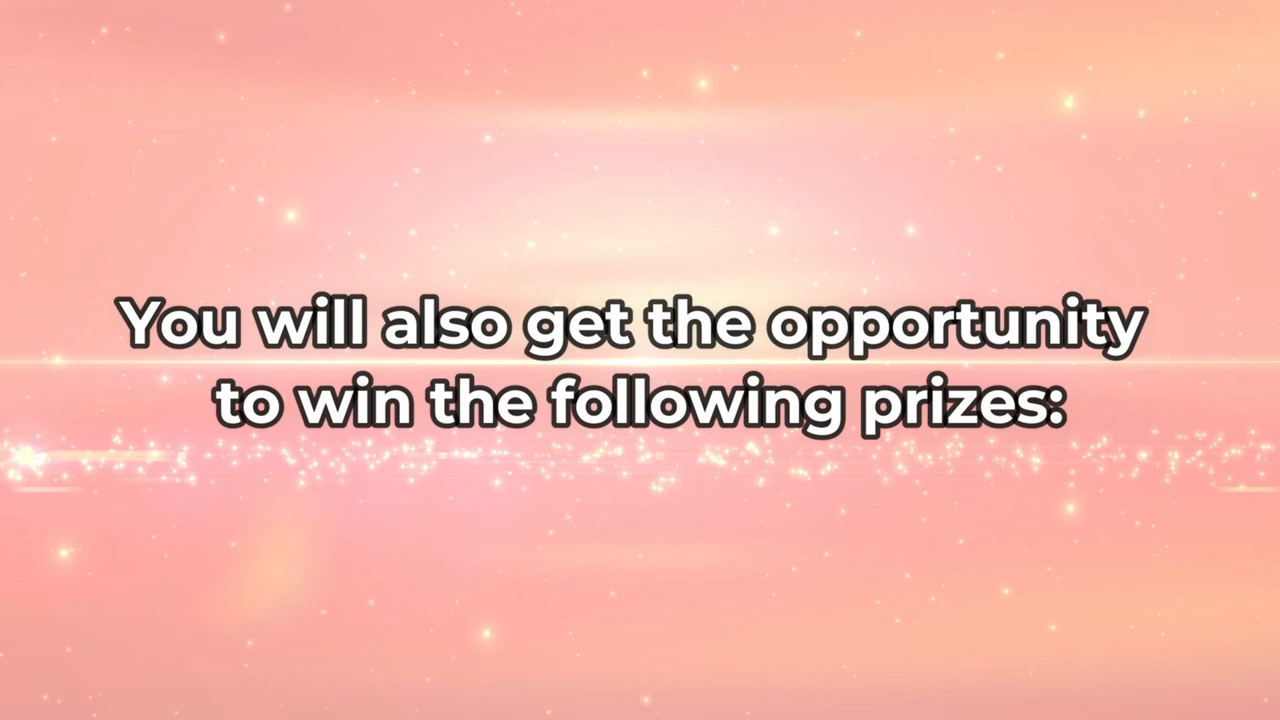 You will also get the opportunity
to win the following prizes: